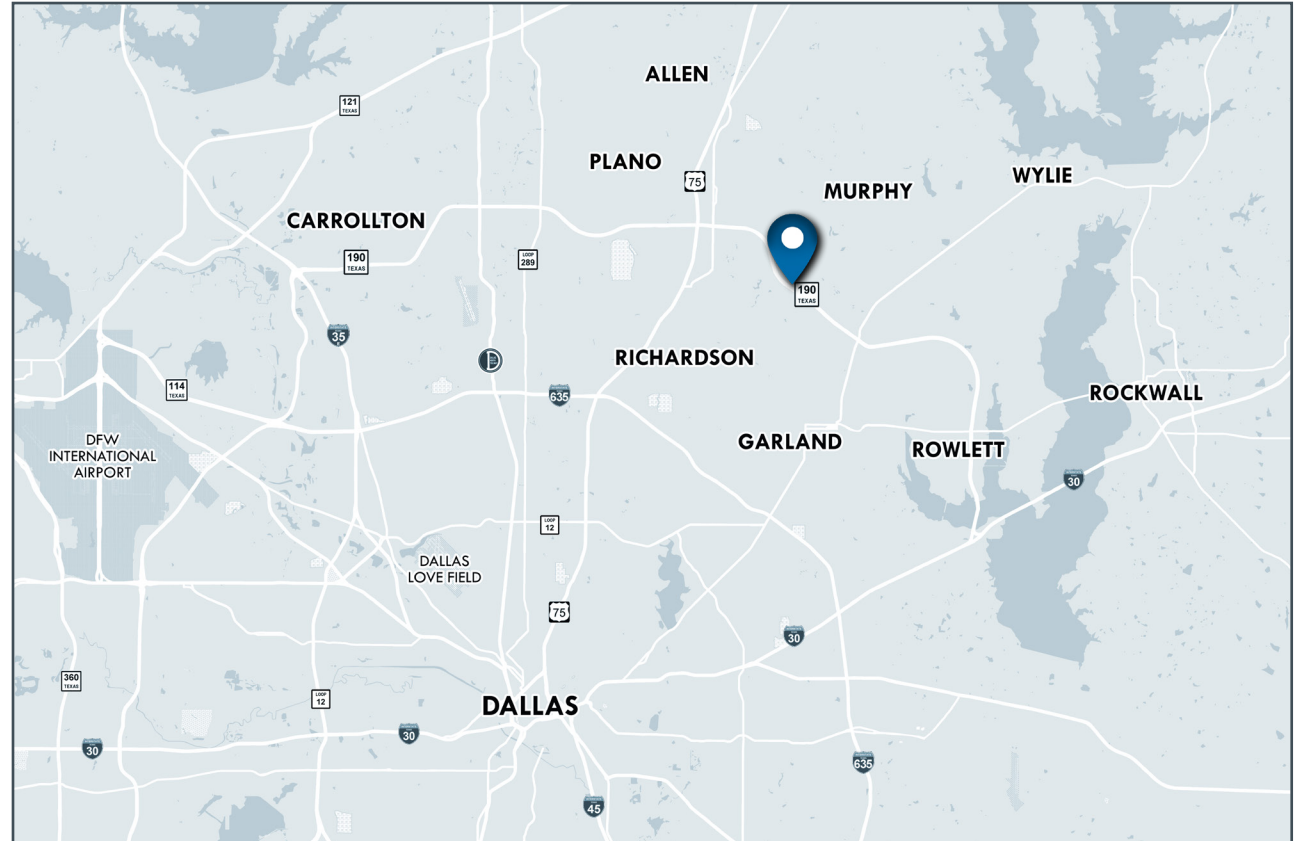 ALLEN
121
TEXAS
PLANO
75
WYLIE
MURPHY
CARROLLTON
190
TEXAS
LOOP
289
190
TEXAS
35
RICHARDSON
D
635
114
TEXAS
ROCKWALL
DFW
INTERNATIONAL
AIRPORT
GARLAND
ROWLETT
30
LOOP
12
DALLAS
LOVE FIELD
75
30
360
TEXAS
LOOP
12
DALLAS
30
30
635
45